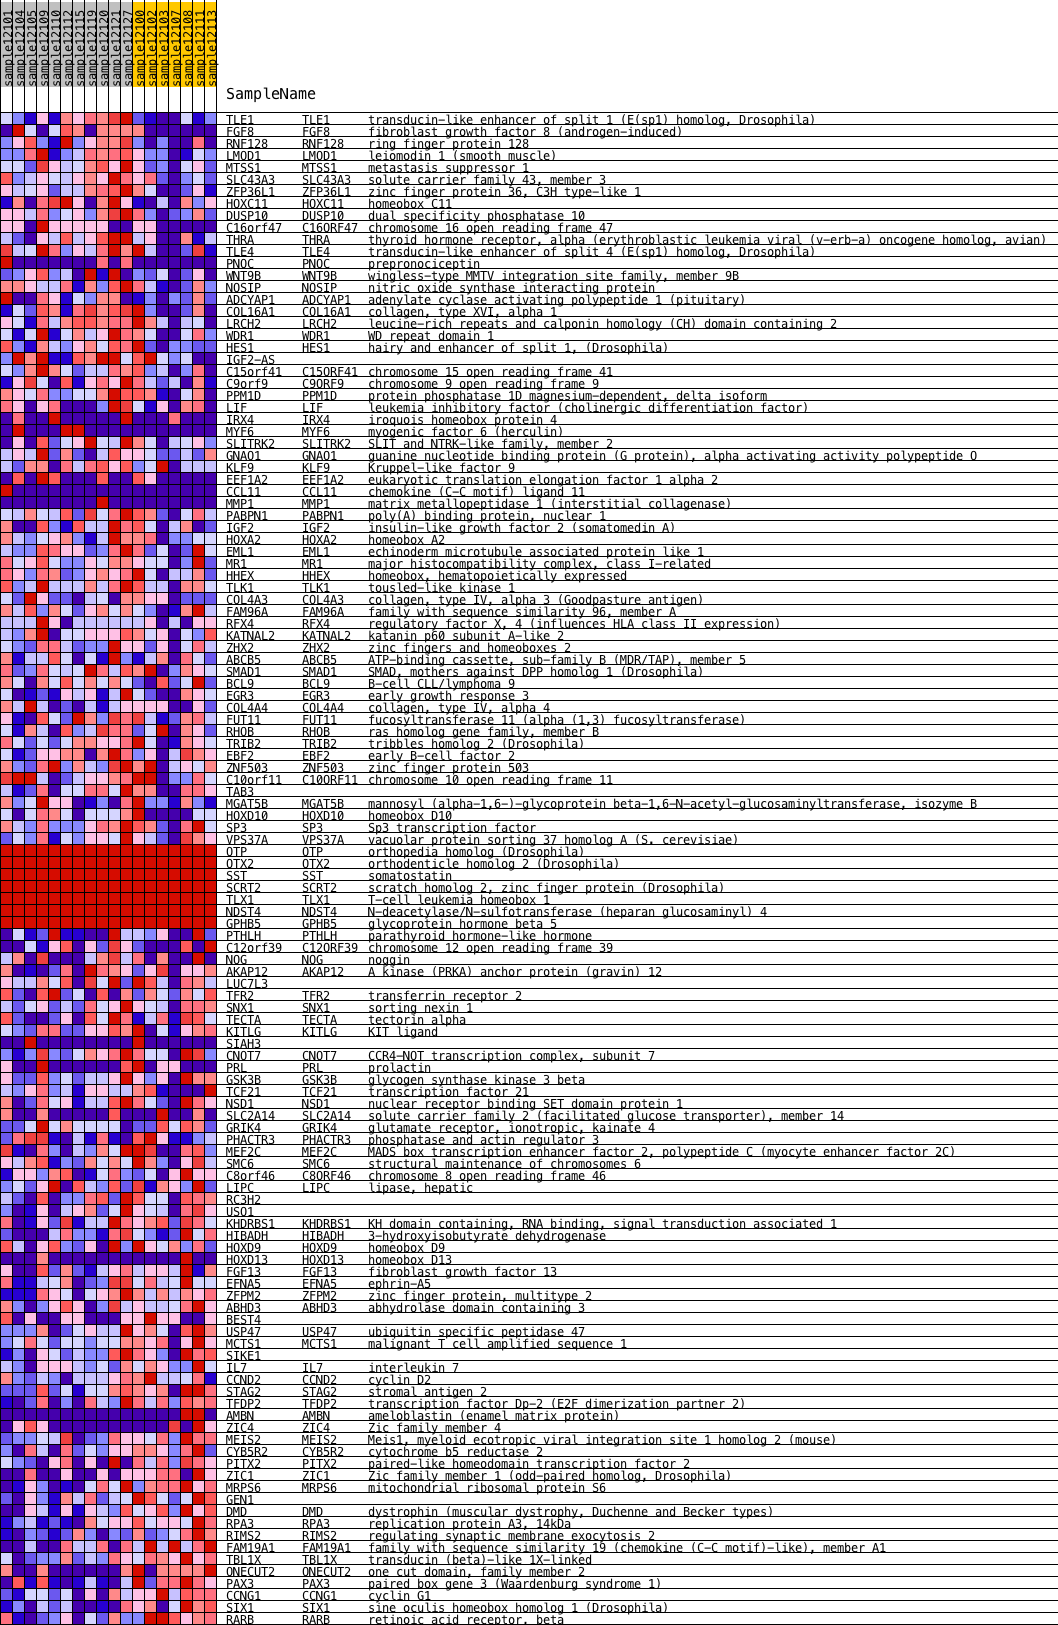 sample12101 sample12104 sample12105 sample12109 sample12110 sample12112 sample12115 sample12119 sample12120 sample12121 sample12127 sample12100 sample12102 sample12103 sample12107 sample12108 sample12111 sample12113
SampleName
TLE1 TLE1 transducin-like enhancer of split 1 (E(sp1) homolog, Drosophila)
FGF8 FGF8 fibroblast growth factor 8 (androgen-induced)
RNF128 RNF128 ring finger protein 128
LMOD1 LMOD1 leiomodin 1 (smooth muscle)
MTSS1 MTSS1 metastasis suppressor 1
SLC43A3 SLC43A3 solute carrier family 43, member 3
ZFP36L1 ZFP36L1 zinc finger protein 36, C3H type-like 1
HOXC11 HOXC11 homeobox C11
DUSP10 DUSP10 dual specificity phosphatase 10
C16orf47 C16ORF47 chromosome 16 open reading frame 47
THRA THRA thyroid hormone receptor, alpha (erythroblastic leukemia viral (v-erb-a) oncogene homolog, avian)
TLE4 TLE4 transducin-like enhancer of split 4 (E(sp1) homolog, Drosophila)
PNOC PNOC prepronociceptin
WNT9B WNT9B wingless-type MMTV integration site family, member 9B
NOSIP NOSIP nitric oxide synthase interacting protein
ADCYAP1 ADCYAP1 adenylate cyclase activating polypeptide 1 (pituitary)
COL16A1 COL16A1 collagen, type XVI, alpha 1
LRCH2 LRCH2 leucine-rich repeats and calponin homology (CH) domain containing 2
WDR1 WDR1 WD repeat domain 1
HES1 HES1 hairy and enhancer of split 1, (Drosophila)
IGF2-AS
C15orf41 C15ORF41 chromosome 15 open reading frame 41
C9orf9 C9ORF9 chromosome 9 open reading frame 9
PPM1D PPM1D protein phosphatase 1D magnesium-dependent, delta isoform
LIF LIF leukemia inhibitory factor (cholinergic differentiation factor)
IRX4 IRX4 iroquois homeobox protein 4
MYF6 MYF6 myogenic factor 6 (herculin)
SLITRK2 SLITRK2 SLIT and NTRK-like family, member 2
GNAO1 GNAO1 guanine nucleotide binding protein (G protein), alpha activating activity polypeptide O
KLF9 KLF9 Kruppel-like factor 9
EEF1A2 EEF1A2 eukaryotic translation elongation factor 1 alpha 2
CCL11 CCL11 chemokine (C-C motif) ligand 11
MMP1 MMP1 matrix metallopeptidase 1 (interstitial collagenase)
PABPN1 PABPN1 poly(A) binding protein, nuclear 1
IGF2 IGF2 insulin-like growth factor 2 (somatomedin A)
HOXA2 HOXA2 homeobox A2
EML1 EML1 echinoderm microtubule associated protein like 1
MR1 MR1 major histocompatibility complex, class I-related
HHEX HHEX homeobox, hematopoietically expressed
TLK1 TLK1 tousled-like kinase 1
COL4A3 COL4A3 collagen, type IV, alpha 3 (Goodpasture antigen)
FAM96A FAM96A family with sequence similarity 96, member A
RFX4 RFX4 regulatory factor X, 4 (influences HLA class II expression)
KATNAL2 KATNAL2 katanin p60 subunit A-like 2
ZHX2 ZHX2 zinc fingers and homeoboxes 2
ABCB5 ABCB5 ATP-binding cassette, sub-family B (MDR/TAP), member 5
SMAD1 SMAD1 SMAD, mothers against DPP homolog 1 (Drosophila)
BCL9 BCL9 B-cell CLL/lymphoma 9
EGR3 EGR3 early growth response 3
COL4A4 COL4A4 collagen, type IV, alpha 4
FUT11 FUT11 fucosyltransferase 11 (alpha (1,3) fucosyltransferase)
RHOB RHOB ras homolog gene family, member B
TRIB2 TRIB2 tribbles homolog 2 (Drosophila)
EBF2 EBF2 early B-cell factor 2
ZNF503 ZNF503 zinc finger protein 503
C10orf11 C10ORF11 chromosome 10 open reading frame 11
TAB3
MGAT5B MGAT5B mannosyl (alpha-1,6-)-glycoprotein beta-1,6-N-acetyl-glucosaminyltransferase, isozyme B
HOXD10 HOXD10 homeobox D10
SP3 SP3 Sp3 transcription factor
VPS37A VPS37A vacuolar protein sorting 37 homolog A (S. cerevisiae)
OTP OTP orthopedia homolog (Drosophila)
OTX2 OTX2 orthodenticle homolog 2 (Drosophila)
SST SST somatostatin
SCRT2 SCRT2 scratch homolog 2, zinc finger protein (Drosophila)
TLX1 TLX1 T-cell leukemia homeobox 1
NDST4 NDST4 N-deacetylase/N-sulfotransferase (heparan glucosaminyl) 4
GPHB5 GPHB5 glycoprotein hormone beta 5
PTHLH PTHLH parathyroid hormone-like hormone
C12orf39 C12ORF39 chromosome 12 open reading frame 39
NOG NOG noggin
AKAP12 AKAP12 A kinase (PRKA) anchor protein (gravin) 12
LUC7L3
TFR2 TFR2 transferrin receptor 2
SNX1 SNX1 sorting nexin 1
TECTA TECTA tectorin alpha
KITLG KITLG KIT ligand
SIAH3
CNOT7 CNOT7 CCR4-NOT transcription complex, subunit 7
PRL PRL prolactin
GSK3B GSK3B glycogen synthase kinase 3 beta
TCF21 TCF21 transcription factor 21
NSD1 NSD1 nuclear receptor binding SET domain protein 1
SLC2A14 SLC2A14 solute carrier family 2 (facilitated glucose transporter), member 14
GRIK4 GRIK4 glutamate receptor, ionotropic, kainate 4
PHACTR3 PHACTR3 phosphatase and actin regulator 3
MEF2C MEF2C MADS box transcription enhancer factor 2, polypeptide C (myocyte enhancer factor 2C)
SMC6 SMC6 structural maintenance of chromosomes 6
C8orf46 C8ORF46 chromosome 8 open reading frame 46
LIPC LIPC lipase, hepatic
RC3H2
USO1
KHDRBS1 KHDRBS1 KH domain containing, RNA binding, signal transduction associated 1
HIBADH HIBADH 3-hydroxyisobutyrate dehydrogenase
HOXD9 HOXD9 homeobox D9
HOXD13 HOXD13 homeobox D13
FGF13 FGF13 fibroblast growth factor 13
EFNA5 EFNA5 ephrin-A5
ZFPM2 ZFPM2 zinc finger protein, multitype 2
ABHD3 ABHD3 abhydrolase domain containing 3
BEST4
USP47 USP47 ubiquitin specific peptidase 47
MCTS1 MCTS1 malignant T cell amplified sequence 1
SIKE1
IL7 IL7 interleukin 7
CCND2 CCND2 cyclin D2
STAG2 STAG2 stromal antigen 2
TFDP2 TFDP2 transcription factor Dp-2 (E2F dimerization partner 2)
AMBN AMBN ameloblastin (enamel matrix protein)
ZIC4 ZIC4 Zic family member 4
MEIS2 MEIS2 Meis1, myeloid ecotropic viral integration site 1 homolog 2 (mouse)
CYB5R2 CYB5R2 cytochrome b5 reductase 2
PITX2 PITX2 paired-like homeodomain transcription factor 2
ZIC1 ZIC1 Zic family member 1 (odd-paired homolog, Drosophila)
MRPS6 MRPS6 mitochondrial ribosomal protein S6
GEN1
DMD DMD dystrophin (muscular dystrophy, Duchenne and Becker types)
RPA3 RPA3 replication protein A3, 14kDa
RIMS2 RIMS2 regulating synaptic membrane exocytosis 2
FAM19A1 FAM19A1 family with sequence similarity 19 (chemokine (C-C motif)-like), member A1
TBL1X TBL1X transducin (beta)-like 1X-linked
ONECUT2 ONECUT2 one cut domain, family member 2
PAX3 PAX3 paired box gene 3 (Waardenburg syndrome 1)
CCNG1 CCNG1 cyclin G1
SIX1 SIX1 sine oculis homeobox homolog 1 (Drosophila)
RARB RARB retinoic acid receptor, beta